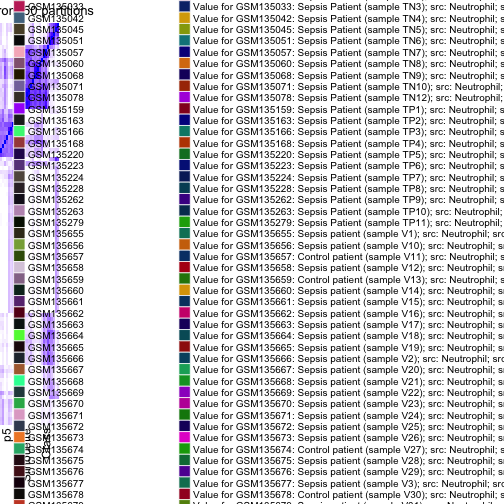 rom 50 partitions
GSM135033 Value for GSM135033: Sepsis Patient (sample TN3); src: Neutrophil; s
GSM135042 Value for GSM135042: Sepsis Patient (sample TN4); src: Neutrophil; s
GSM135045 Value for GSM135045: Sepsis Patient (sample TN5); src: Neutrophil; s
GSM135051 Value for GSM135051: Sepsis Patient (sample TN6); src: Neutrophil; s
GSM135057 Value for GSM135057: Sepsis Patient (sample TN7); src: Neutrophil; s
GSM135060 Value for GSM135060: Sepsis Patient (sample TN8); src: Neutrophil; s
GSM135068 Value for GSM135068: Sepsis Patient (sample TN9); src: Neutrophil; s
GSM135071 Value for GSM135071: Sepsis Patient (sample TN10); src: Neutrophil;
GSM135078 Value for GSM135078: Sepsis Patient (sample TN12); src: Neutrophil;
GSM135159 Value for GSM135159: Sepsis Patient (sample TP1); src: Neutrophil; s
GSM135163 Value for GSM135163: Sepsis Patient (sample TP2); src: Neutrophil; s
GSM135166 Value for GSM135166: Sepsis Patient (sample TP3); src: Neutrophil; s
GSM135168 Value for GSM135168: Sepsis Patient (sample TP4); src: Neutrophil; s
GSM135220 Value for GSM135220: Sepsis Patient (sample TP5); src: Neutrophil; s
GSM135223 Value for GSM135223: Sepsis Patient (sample TP6); src: Neutrophil; s
GSM135224 Value for GSM135224: Sepsis Patient (sample TP7); src: Neutrophil; s
GSM135228 Value for GSM135228: Sepsis Patient (sample TP8); src: Neutrophil; s
GSM135262 Value for GSM135262: Sepsis Patient (sample TP9); src: Neutrophil; s
GSM135263 Value for GSM135263: Sepsis Patient (sample TP10); src: Neutrophil;
GSM135279 Value for GSM135279: Sepsis Patient (sample TP11); src: Neutrophil;
GSM135655 Value for GSM135655: Sepsis patient (sample V1); src: Neutrophil; src
GSM135656 Value for GSM135656: Sepsis patient (sample V10); src: Neutrophil; s
GSM135657 Value for GSM135657: Control patient (sample V11); src: Neutrophil; s
GSM135658 Value for GSM135658: Sepsis patient (sample V12); src: Neutrophil; s
GSM135659 Value for GSM135659: Control patient (sample V13); src: Neutrophil; s
GSM135660 Value for GSM135660: Sepsis patient (sample V14); src: Neutrophil; s
GSM135661 Value for GSM135661: Sepsis patient (sample V15); src: Neutrophil; s
GSM135662 Value for GSM135662: Sepsis patient (sample V16); src: Neutrophil; s
GSM135663 Value for GSM135663: Sepsis patient (sample V17); src: Neutrophil; s
GSM135664 Value for GSM135664: Sepsis patient (sample V18); src: Neutrophil; s
GSM135665 Value for GSM135665: Sepsis patient (sample V19); src: Neutrophil; s
GSM135666 Value for GSM135666: Sepsis patient (sample V2); src: Neutrophil; src
GSM135667 Value for GSM135667: Sepsis patient (sample V20); src: Neutrophil; s
GSM135668 Value for GSM135668: Sepsis patient (sample V21); src: Neutrophil; s
GSM135669 Value for GSM135669: Sepsis patient (sample V22); src: Neutrophil; s
GSM135670 Value for GSM135670: Sepsis patient (sample V23); src: Neutrophil; s
GSM135671 Value for GSM135671: Sepsis patient (sample V24); src: Neutrophil; s
GSM135672 Value for GSM135672: Sepsis patient (sample V25); src: Neutrophil; s
GSM135673 Value for GSM135673: Sepsis patient (sample V26); src: Neutrophil; s
GSM135674 Value for GSM135674: Control patient (sample V27); src: Neutrophil; s
GSM135675 Value for GSM135675: Sepsis patient (sample V28); src: Neutrophil; s
GSM135676 Value for GSM135676: Sepsis patient (sample V29); src: Neutrophil; s
GSM135677 Value for GSM135677: Sepsis patient (sample V3); src: Neutrophil; src
GSM135678 Value for GSM135678: Control patient (sample V30); src: Neutrophil; s
p5